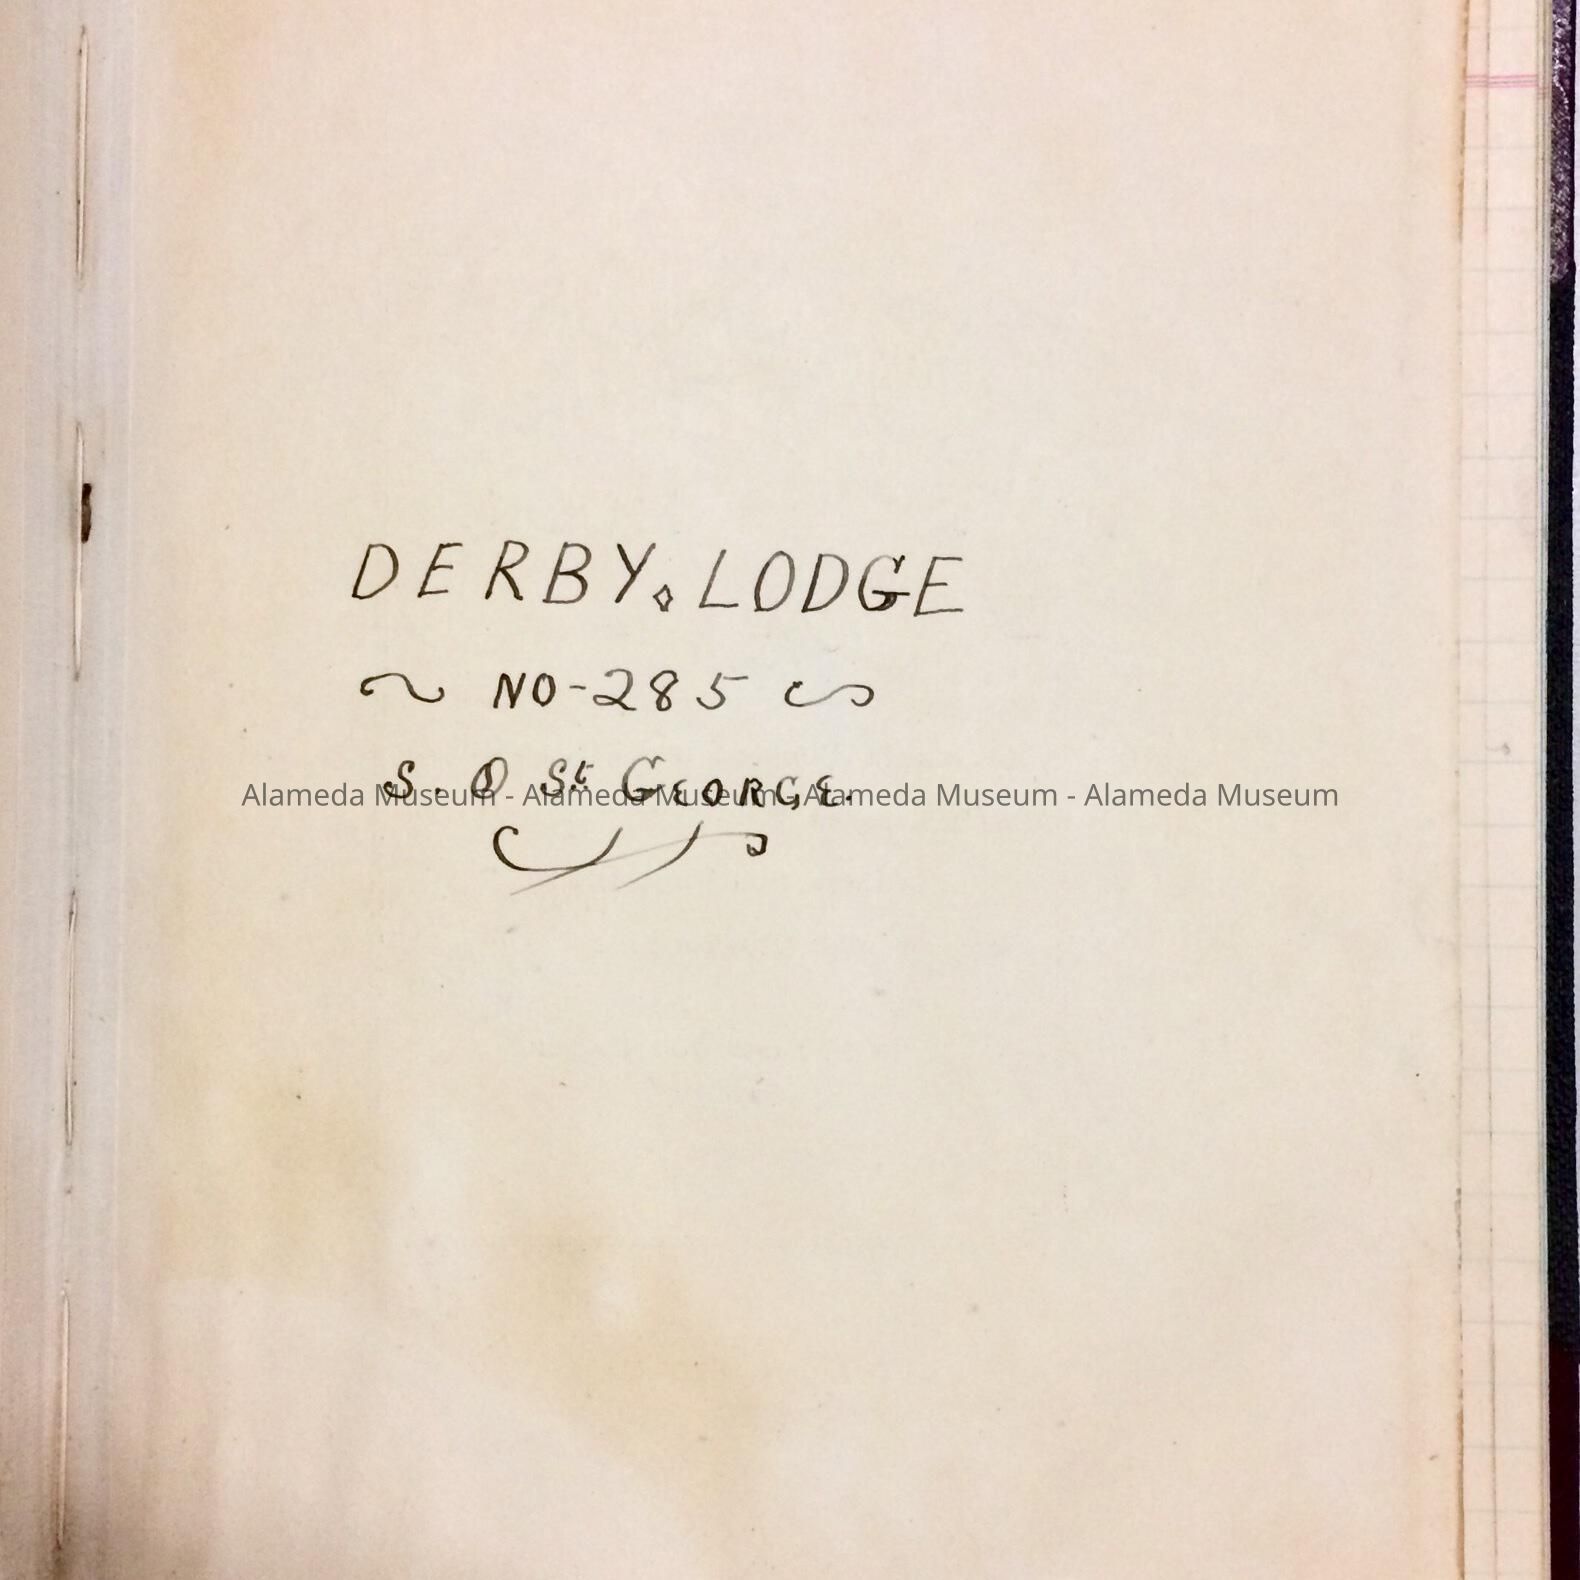 DERBY⋄LODGE
~ NO-285 ~
S. O St GEORGE.
Alameda Museum - Alameda Museum - Alameda Museum - Alameda Museum